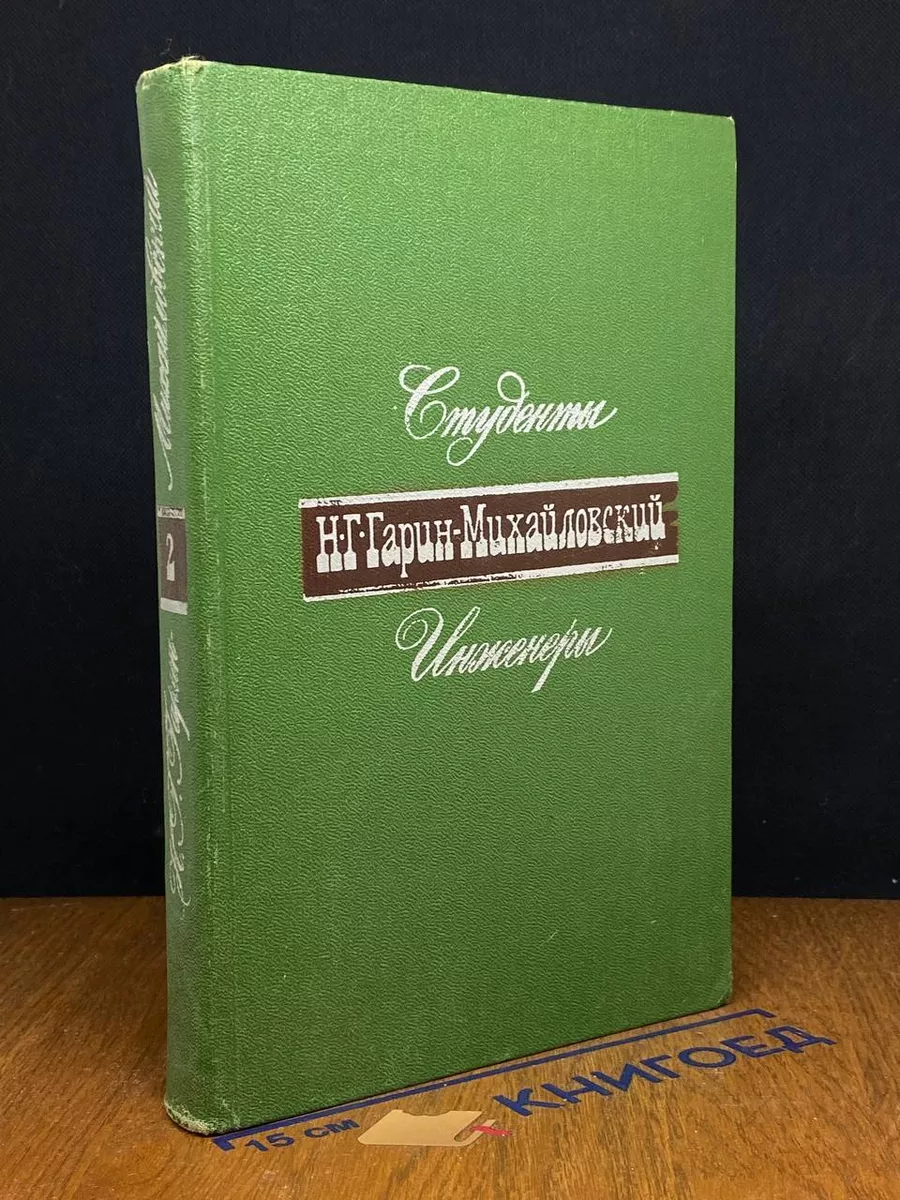 Студенты
Н·Г·Гарин-Михайловский
Инженеры
Н. Г. Гарин-
2
Михайловский
15 см
КНИГОЕД